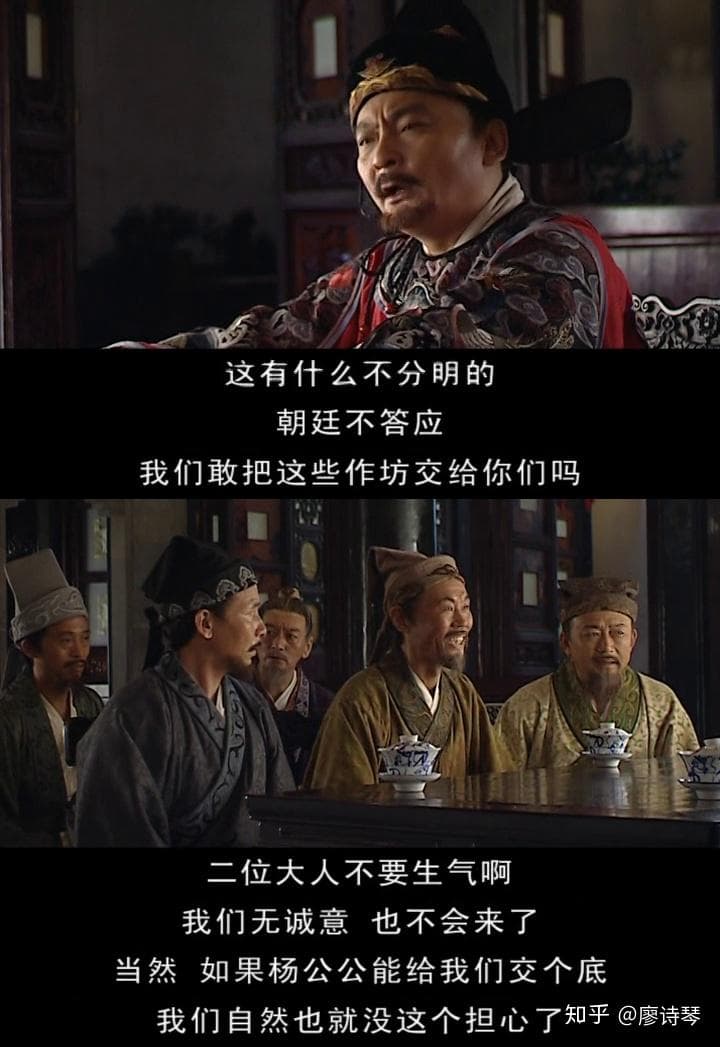 这有什么不分明的
朝廷不答应
我们敢把这些作坊交给你们吗
二位大人不要生气啊
我们无诚意 也不会来了
当然 如果杨公公能给我们交个底
我们自然也就没这个担心了
知乎 @廖诗琴